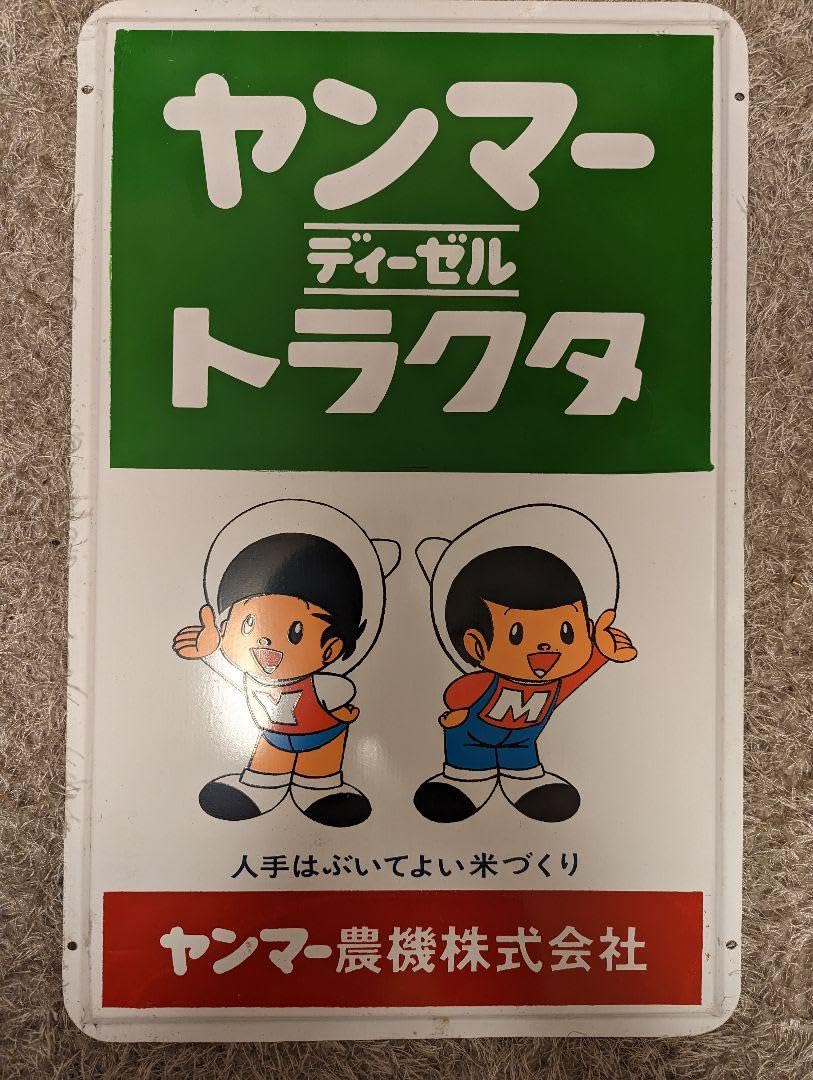 ヤンマー
ディーゼル
トラクタ
Y
M
人手はぶいてよい米づくり
ヤンマー農機株式会社